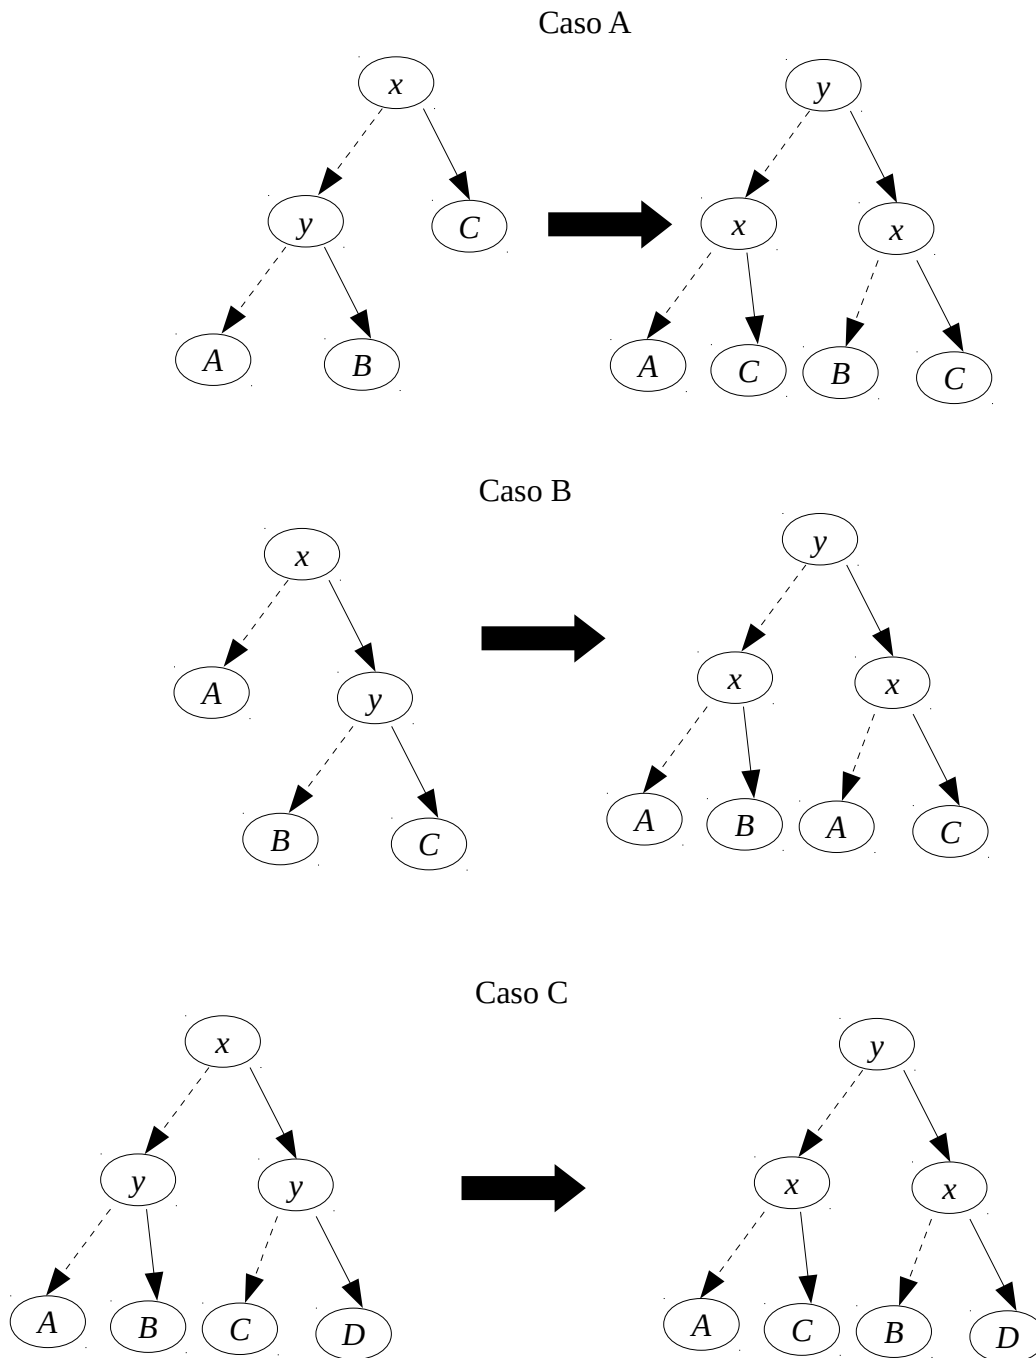 Caso A
x y
y C x x
A B A C B C
Caso B
x y
A y x x
B C A B A C
Caso C
x y
y y x x
A B C D A C B D